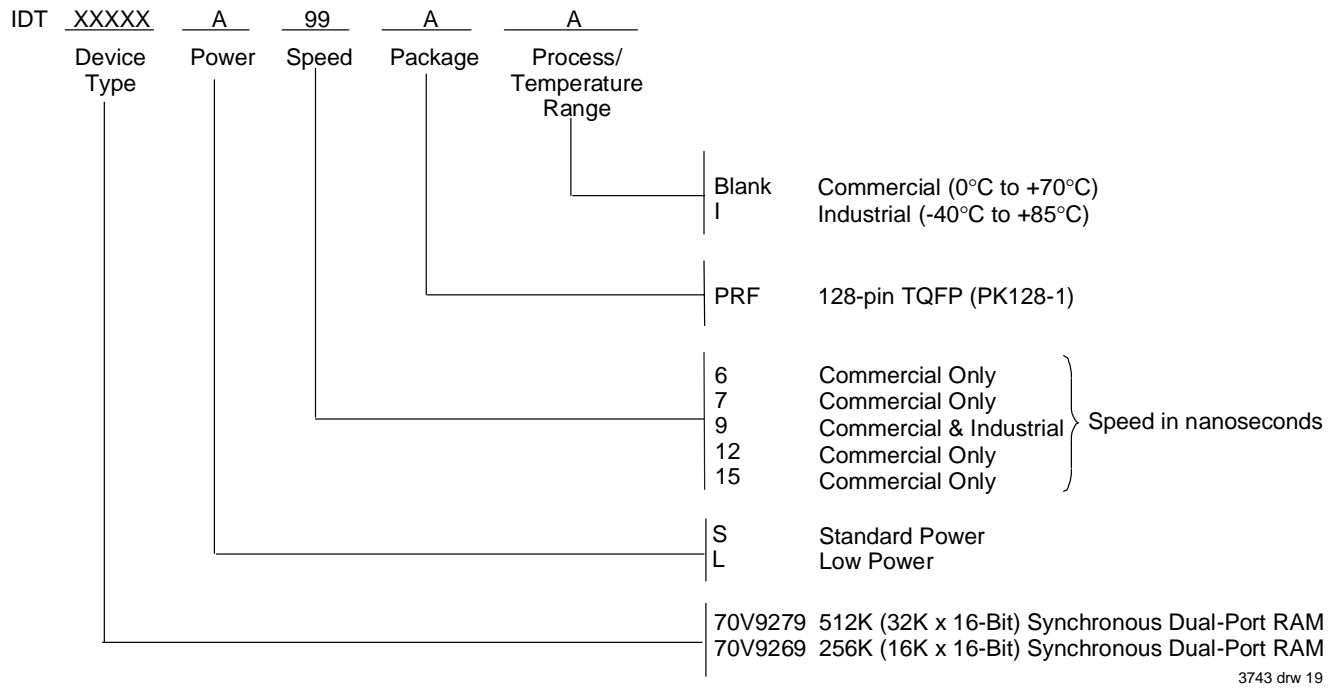 IDT XXXXX A 99 A A
Device Type Power Speed Package Process/ Temperature Range
Blank Commercial (0°C to +70°C)
I Industrial (-40°C to +85°C)
PRF 128-pin TQFP (PK128-1)
6 Commercial Only
7 Commercial Only
9 Commercial & Industrial
12 Commercial Only
15 Commercial Only
Speed in nanoseconds
S Standard Power
L Low Power
70V9279 512K (32K x 16-Bit) Synchronous Dual-Port RAM
70V9269 256K (16K x 16-Bit) Synchronous Dual-Port RAM
3743 drw 19